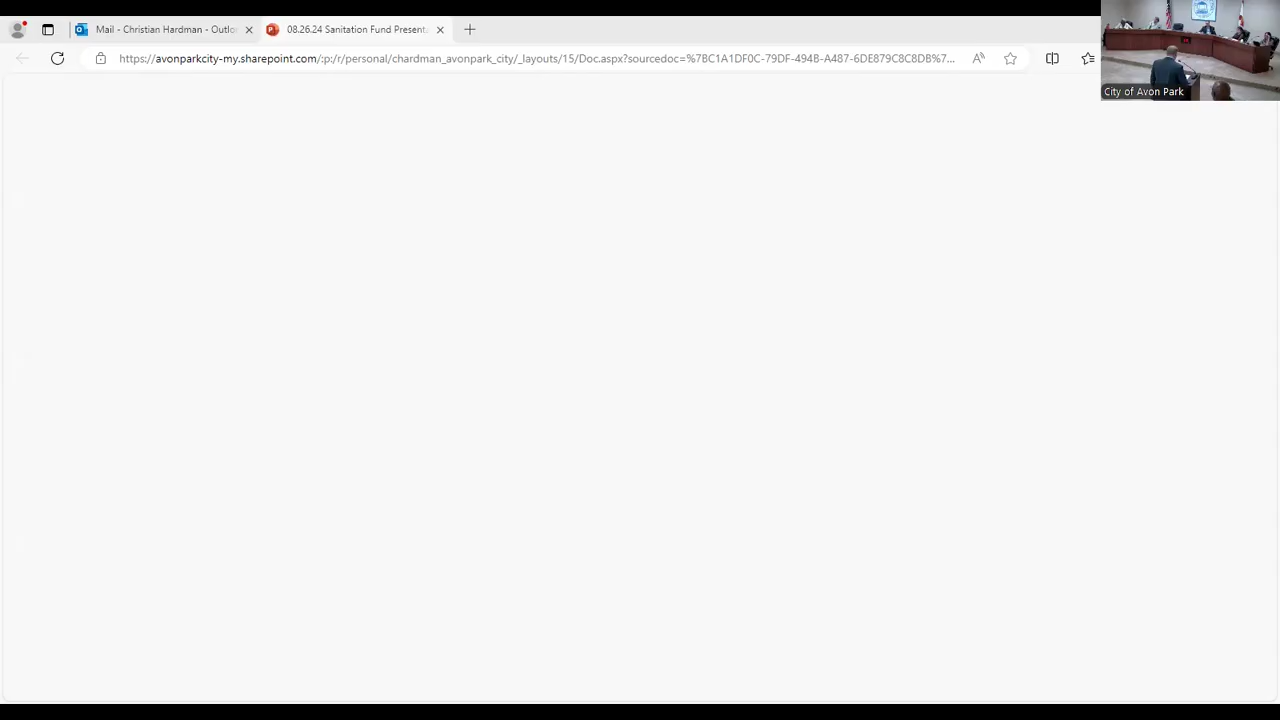 Mail - Christian Hardman - Outlo
08.26.24 Sanitation Fund Present
https://avonparkcity-my.sharepoint.com/:p:/r/personal/chardman_avonpark_city/_layouts/15/Doc.aspx?sourcedoc=%7BC1A1DF0C-79DF-494B-A487-6DE879C8C8DB%7...
City of Avon Park